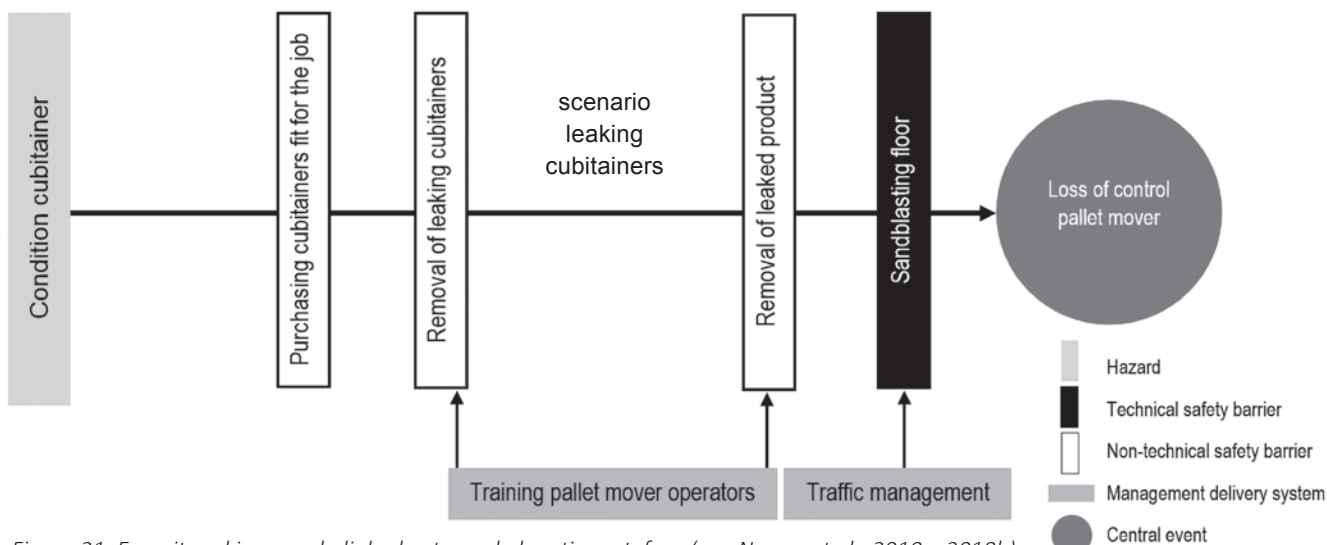 Condition cubitainer
Purchasing cubitainers fit for the job
Removal of leaking cubitainers
scenario
leaking
cubitainers
Removal of leaked product
Sandblasting floor
Loss of control
pallet mover
Training pallet mover operators
Traffic management
Hazard
Technical safety barrier
Non-technical safety barrier
Management delivery system
Central event